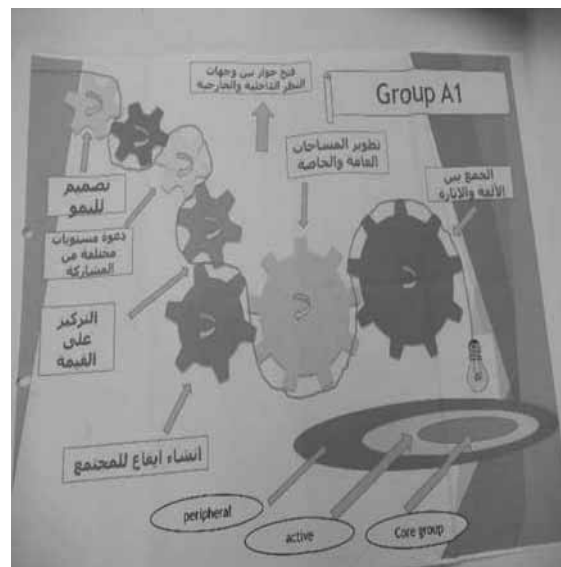 فتح حوار بين وجهات
النظر الداخلية والخارجية
Group A1
تطوير المساحات
العامة والخاصة
الجمع بين
الألفة والإثارة
تصميم
للنمو
دعوة مستويات
مختلفة من
المشاركة
التركيز
على
القيمة
انشاء ايقاع للمجتمع
peripheral
active
Core group